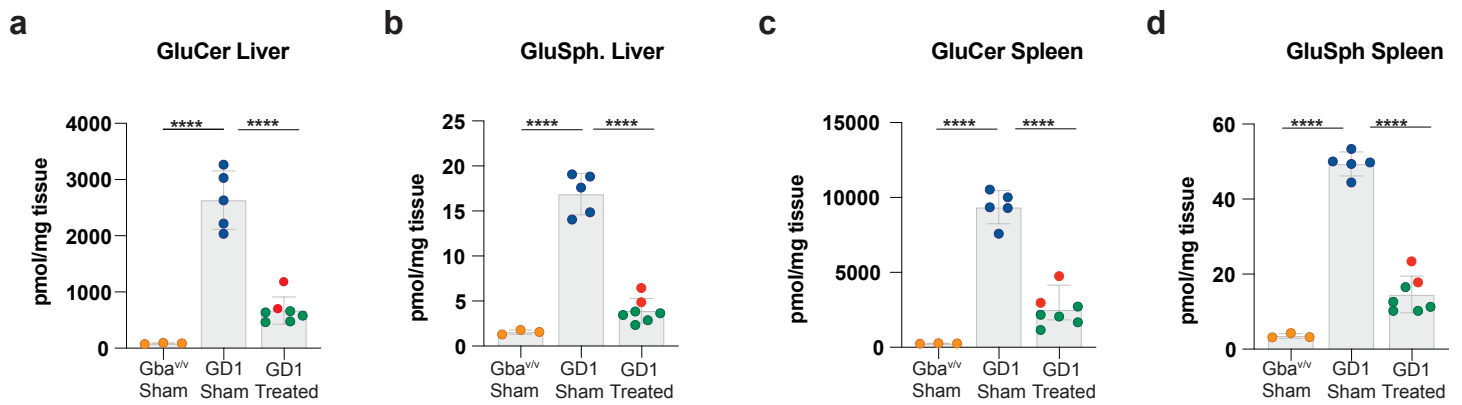 a
GluCer Liver
pmol/mg tissue
4000
3000
2000
1000
0
**** ****
Gbaᵛ/ᵛ GD1 GD1
Sham Sham Treated
b
GluSph. Liver
pmol/mg tissue
25
20
15
10
5
0
**** ****
Gbaᵛ/ᵛ GD1 GD1
Sham Sham Treated
c
GluCer Spleen
pmol/mg tissue
15000
10000
5000
0
**** ****
Gbaᵛ/ᵛ GD1 GD1
Sham Sham Treated
d
GluSph Spleen
pmol/mg tissue
60
40
20
0
**** ****
Gbaᵛ/ᵛ GD1 GD1
Sham Sham Treated